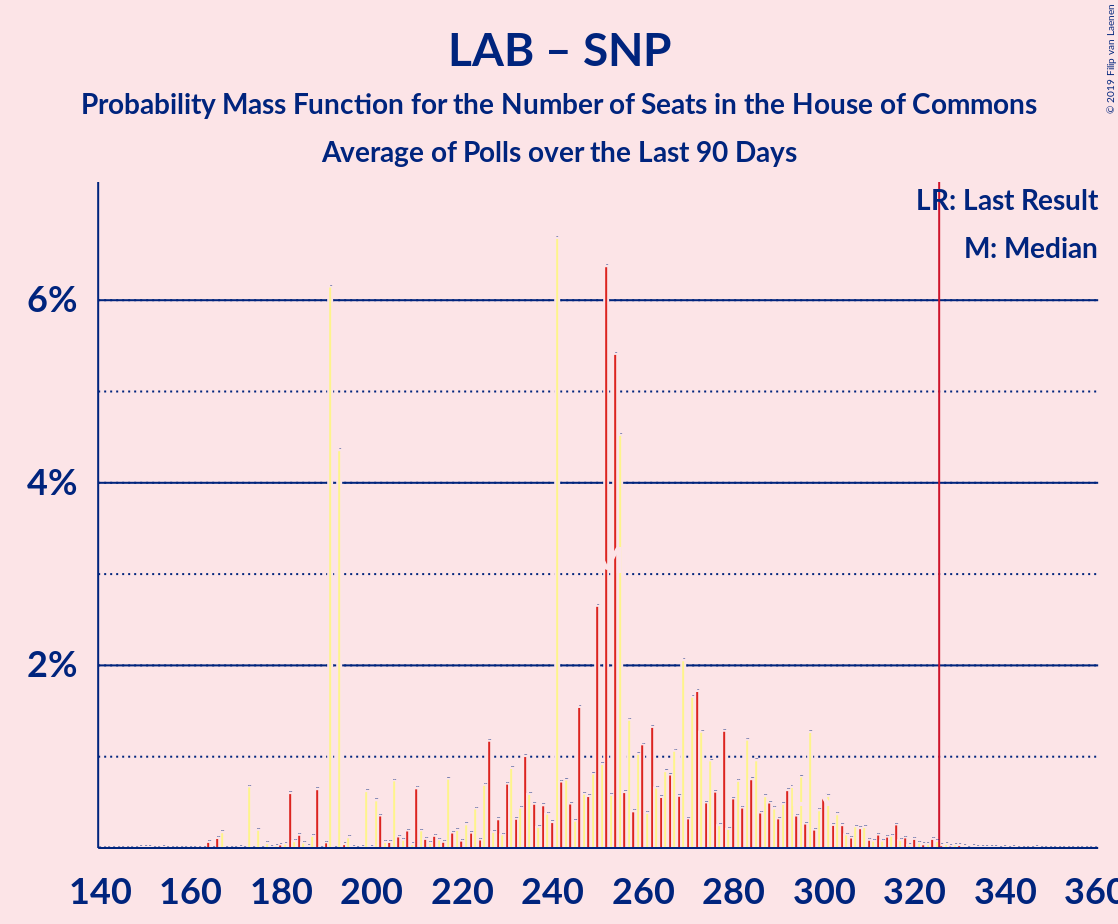 LAB – SNP
Probability Mass Function for the Number of Seats in the House of Commons
Average of Polls over the Last 90 Days
© 2019 Filip van Laenen
LR: Last Result
M: Median
6%
4%
2%
140 160 180 200 220 240 260 280 300 320 340 360